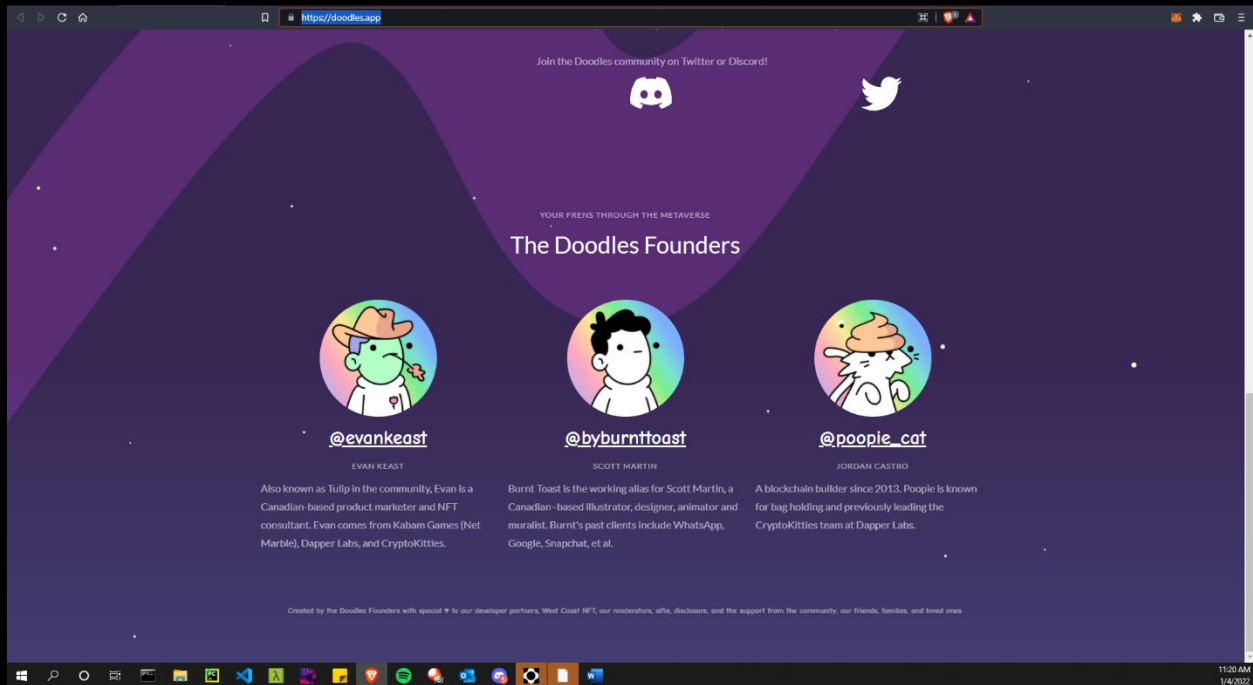 https://doodles.app
Join the Doodles community on Twitter or Discord!
YOUR FRENS THROUGH THE METAVERSE
The Doodles Founders
@evankeast
EVAN KEAST
Also known as Tulip in the community, Evan is a
Canadian-based product marketer and NFT
consultant. Evan comes from Kabam Games (Net
Marble), Dapper Labs, and CryptoKitties.
@byburnttoast
SCOTT MARTIN
Burnt Toast is the working alias for Scott Martin, a
Canadian–based illustrator, designer, animator and
muralist. Burnt's past clients include WhatsApp,
Google, Snapchat, et al.
@poopie_cat
JORDAN CASTRO
A blockchain builder since 2013. Poopie is known
for bag holding and previously leading the
CryptoKitties team at Dapper Labs.
Created by the Doodles Founders with special ♥ to our developer partners, West Coast NFT, our moderators, alfie, disclosure, and the support from the community, our friends, families, and loved ones
11:20 AM
1/4/2022